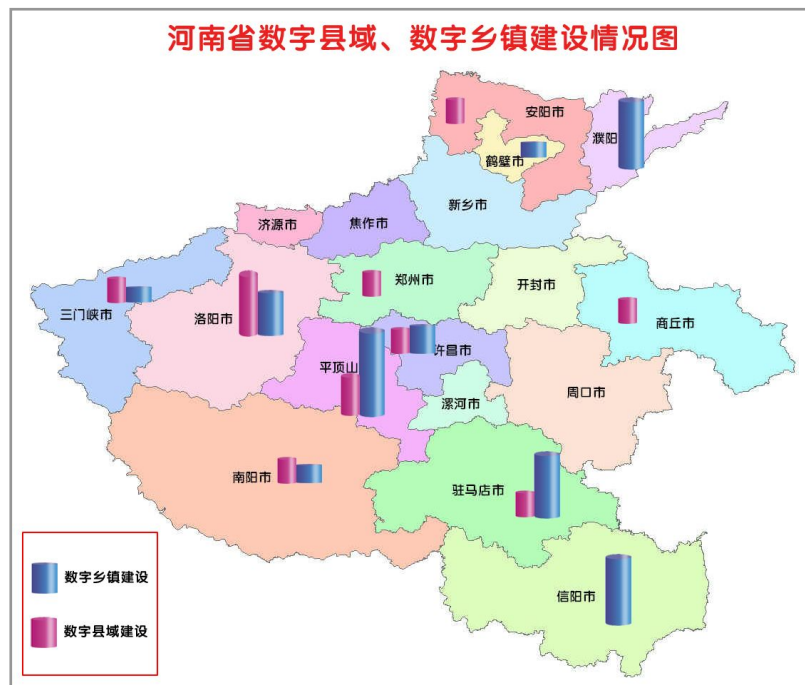 河南省数字县域、数字乡镇建设情况图
安阳市
濮阳
鹤壁市
新乡市
济源市
焦作市
郑州市
开封市
三门峡市
洛阳市
商丘市
平顶山
许昌市
漯河市
周口市
南阳市
驻马店市
信阳市
数字乡镇建设
数字县域建设